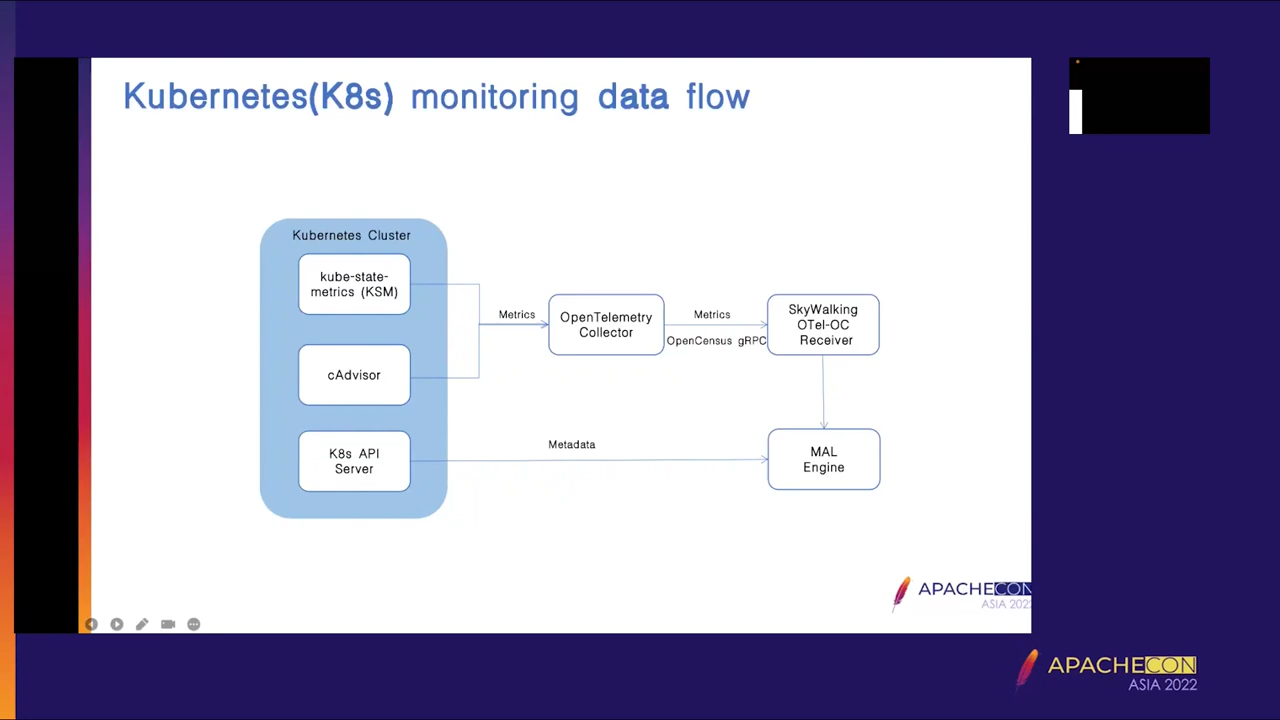 Kubernetes(K8s) monitoring data flow
Kubernetes Cluster
kube-state-
metrics (KSM)
cAdvisor
K8s API
Server
Metrics
OpenTelemetry
Collector
Metrics
OpenCensus gRPC
SkyWalking
OTel-OC
Receiver
Metadata
MAL
Engine
APACHECON
ASIA 2022
APACHECON
ASIA 2022